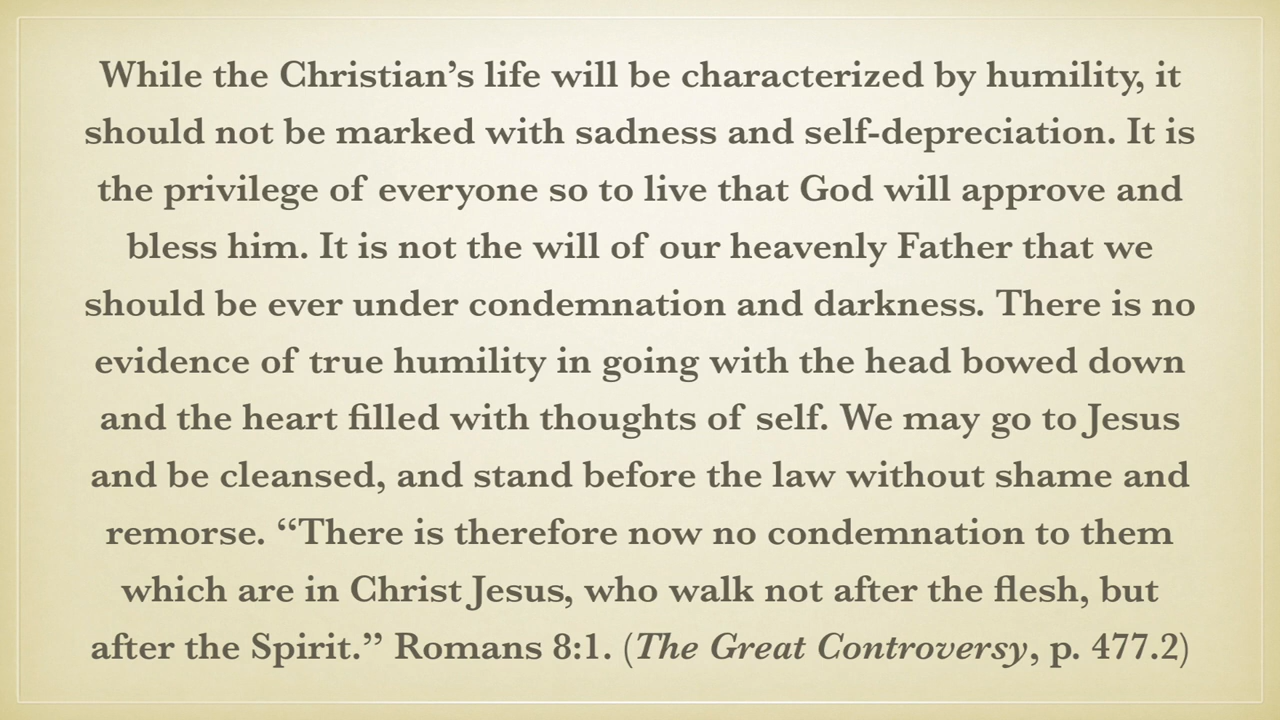 While the Christian’s life will be characterized by humility, it
should not be marked with sadness and self-depreciation. It is
the privilege of everyone so to live that God will approve and
bless him. It is not the will of our heavenly Father that we
should be ever under condemnation and darkness. There is no
evidence of true humility in going with the head bowed down
and the heart filled with thoughts of self. We may go to Jesus
and be cleansed, and stand before the law without shame and
remorse. “There is therefore now no condemnation to them
which are in Christ Jesus, who walk not after the flesh, but
after the Spirit.” Romans 8:1. (The Great Controversy, p. 477.2)